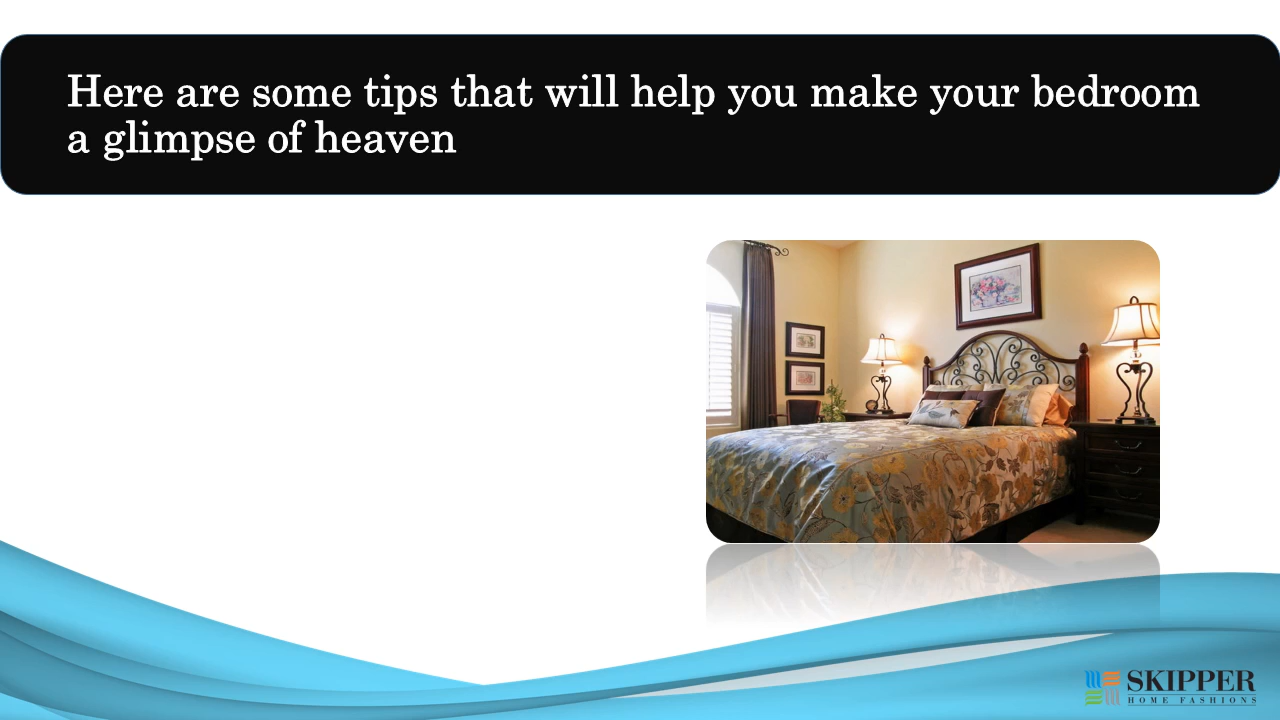 Here are some tips that will help you make your bedroom
a glimpse of heaven
SKIPPER
HOME FASHIONS